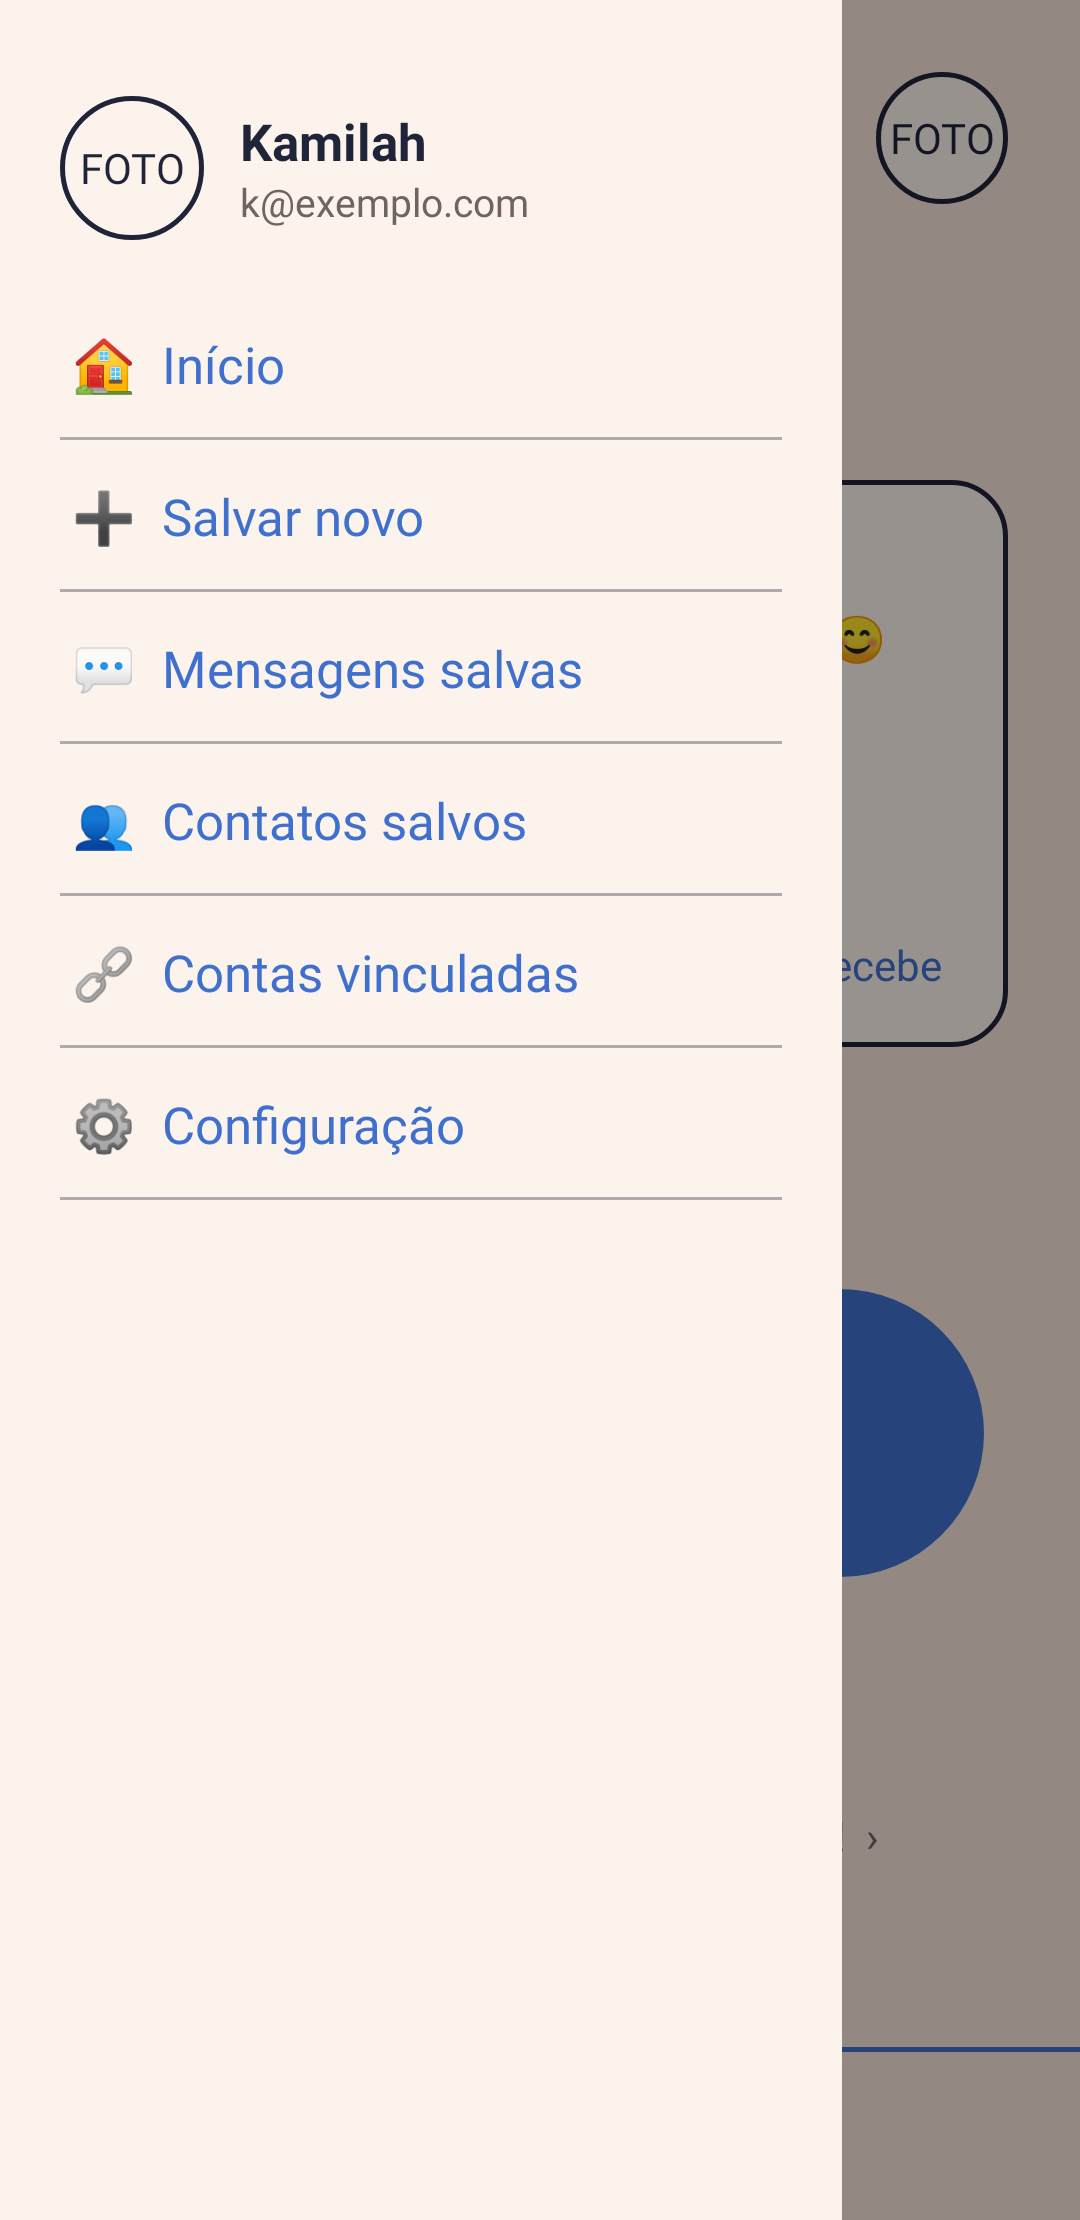 FOTO
Kamilah
k@exemplo.com
FOTO
Início
Salvar novo
Mensagens salvas
Contatos salvos
Contas vinculadas
Configuração
ecebe
›